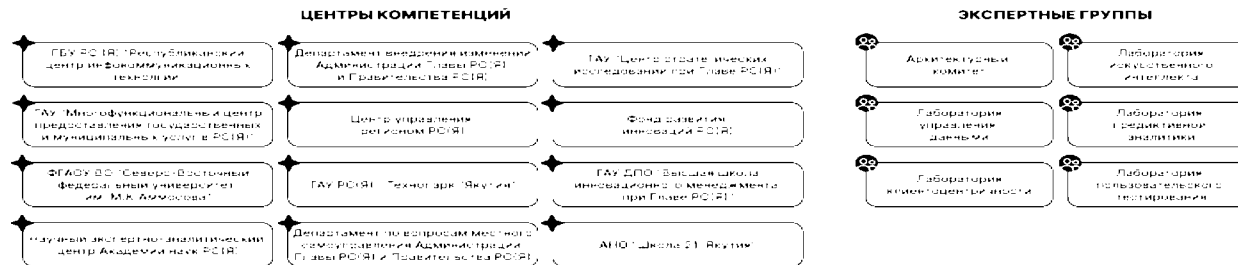 ЦЕНТРЫ КОМПЕТЕНЦИЙ
ГБУ РС (Я) "Республиканский
центр инфокоммуникационных
технологий"
Департамент внедрения изменений
Администрации Главы РС(Я)
и Правительства РС(Я)
ГАУ "Центр стратегических
исследований при Главе РС(Я)"
ГАУ "Многофункциональный центр
предоставления государственных
и муниципальных услуг в РС(Я)"
Центр управления
регионом РС(Я)
Фонд развития
инноваций РС(Я)
ФГАОУ ВО "Северо-Восточный
федеральный университет
им. М.К. Аммосова"
ГАУ РС(Я) "Технопарк "Якутия"
ГАУ ДПО "Высшая школа
инновационного менеджмента
при Главе РС(Я)"
Научный экспертно-аналитический
центр Академии наук РС(Я)
Департамент по вопросам местного
самоуправления Администрации
Главы РС(Я) и Правительства РС(Я)
АНО "Школа 21. Якутия"
ЭКСПЕРТНЫЕ ГРУППЫ
Архитектурный
комитет
Лаборатория
искусственного
интеллекта
Лаборатория
управления
данными
Лаборатория
предиктивной
аналитики
Лаборатория
клиентоцентричности
Лаборатория
пользовательского
тестирования